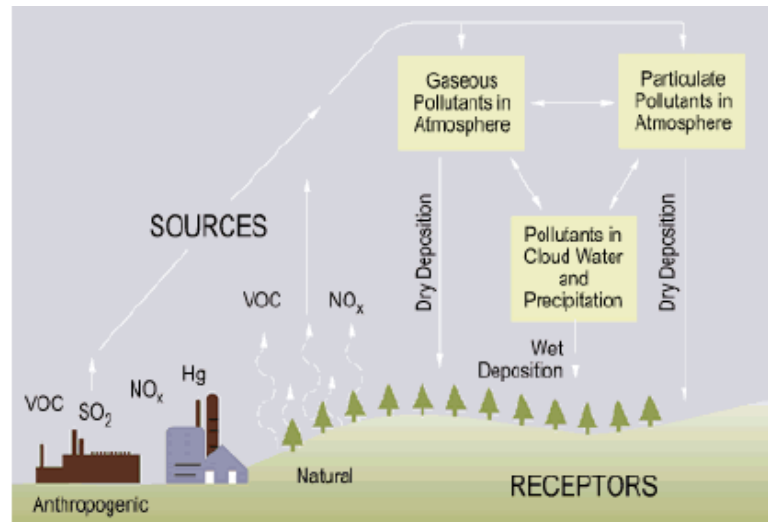 Gaseous
Pollutants in
Atmosphere
Particulate
Pollutants in
Atmosphere
SOURCES
Dry Deposition
Pollutants in
Cloud Water
and
Precipitation
Dry Deposition
VOC
NOx
Wet
Deposition
VOC
SO2
NOx
Hg
Natural
RECEPTORS
Anthropogenic